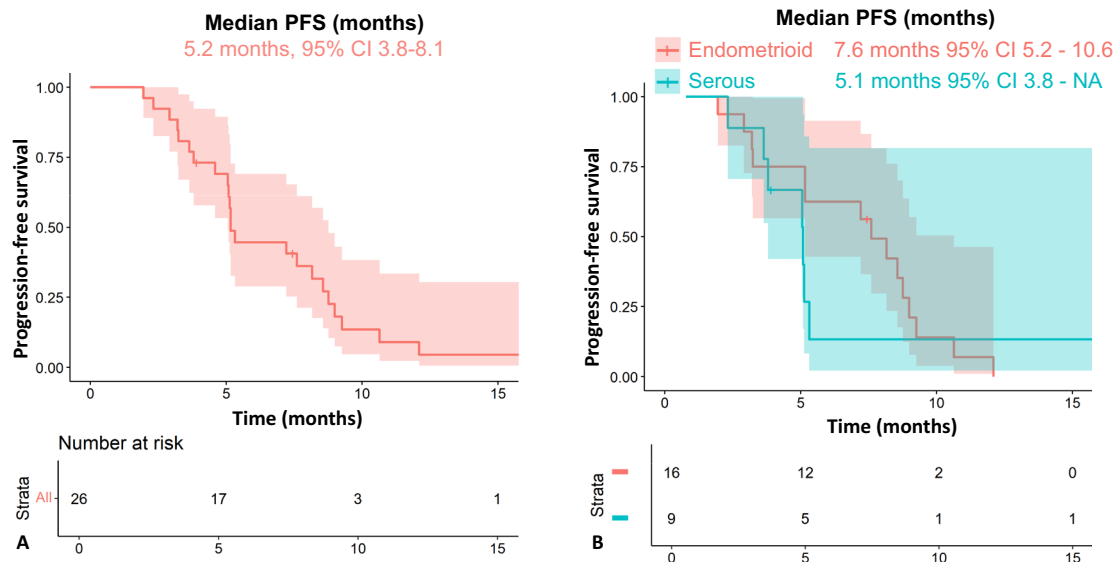 Median PFS (months)
5.2 months, 95% CI 3.8-8.1
Progression-free survival
1.00
0.75
0.50
0.25
0.00
0 5 10 15
Time (months)
Number at risk
Strata
All 26 17 3 1
0 5 10 15
A
Median PFS (months)
Endometrioid 7.6 months 95% CI 5.2 - 10.6
Serous 5.1 months 95% CI 3.8 - NA
Progression-free survival
1.00
0.75
0.50
0.25
0.00
0 5 10 15
Time (months)
Strata
16 12 2 0
9 5 1 1
0 5 10 15
B